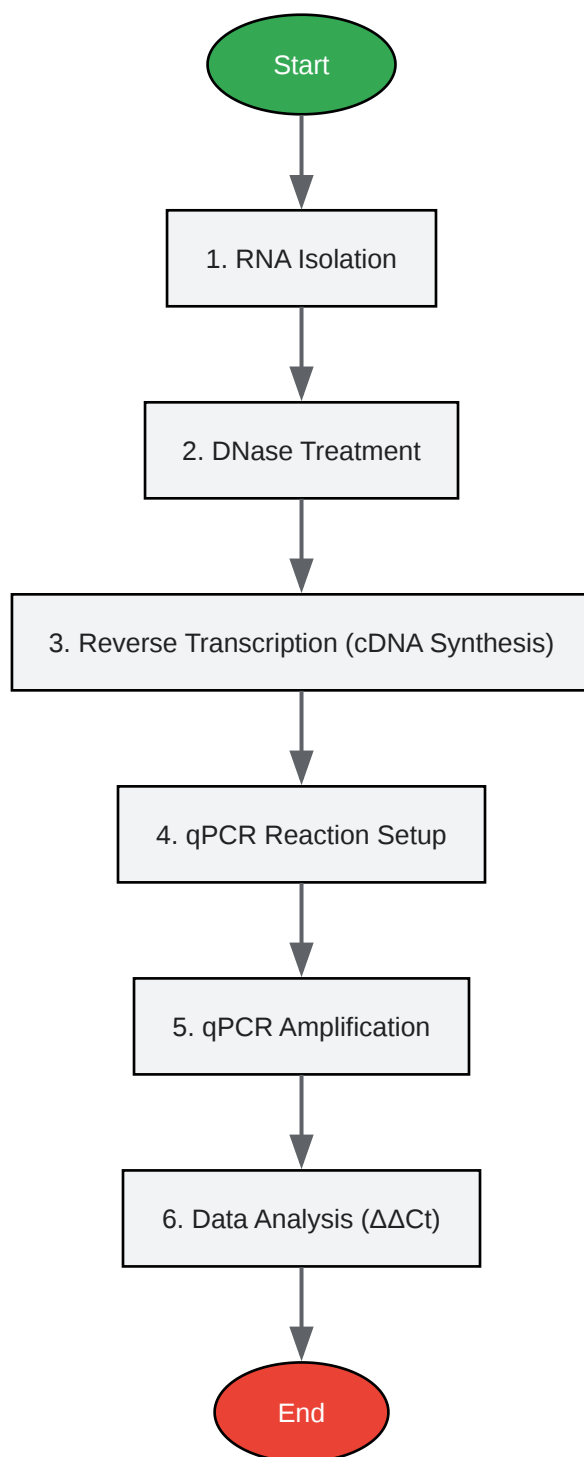 Start
1. RNA Isolation
2. DNase Treatment
3. Reverse Transcription (cDNA Synthesis)
4. qPCR Reaction Setup
5. qPCR Amplification
6. Data Analysis (ΔΔCt)
End